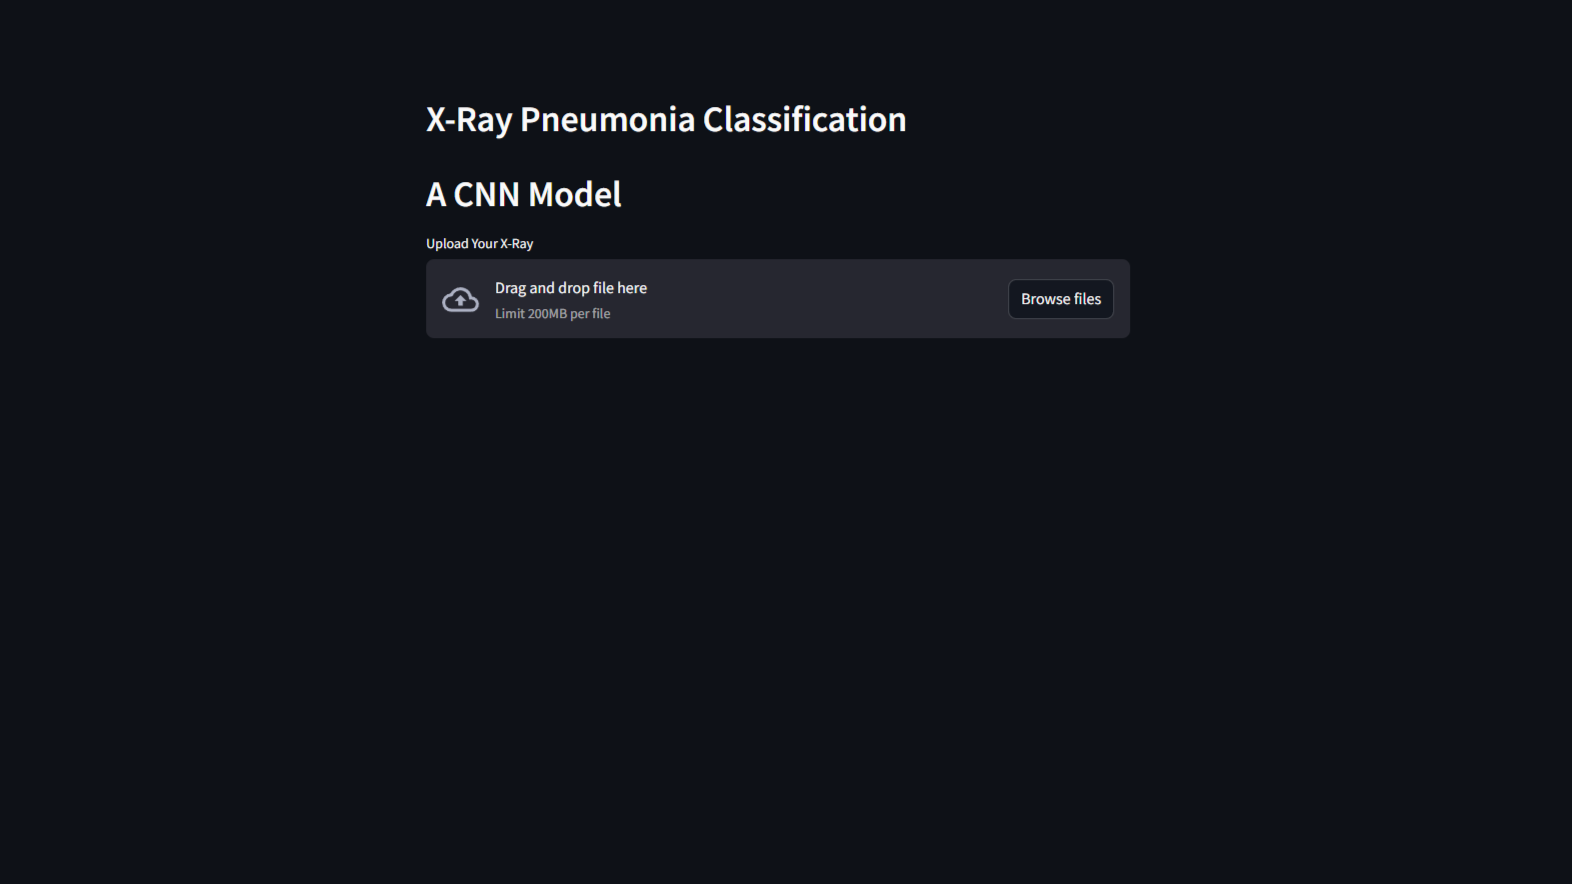 X-Ray Pneumonia Classification
A CNN Model
Upload Your X-Ray
Drag and drop file here
Limit 200MB per file
Browse files